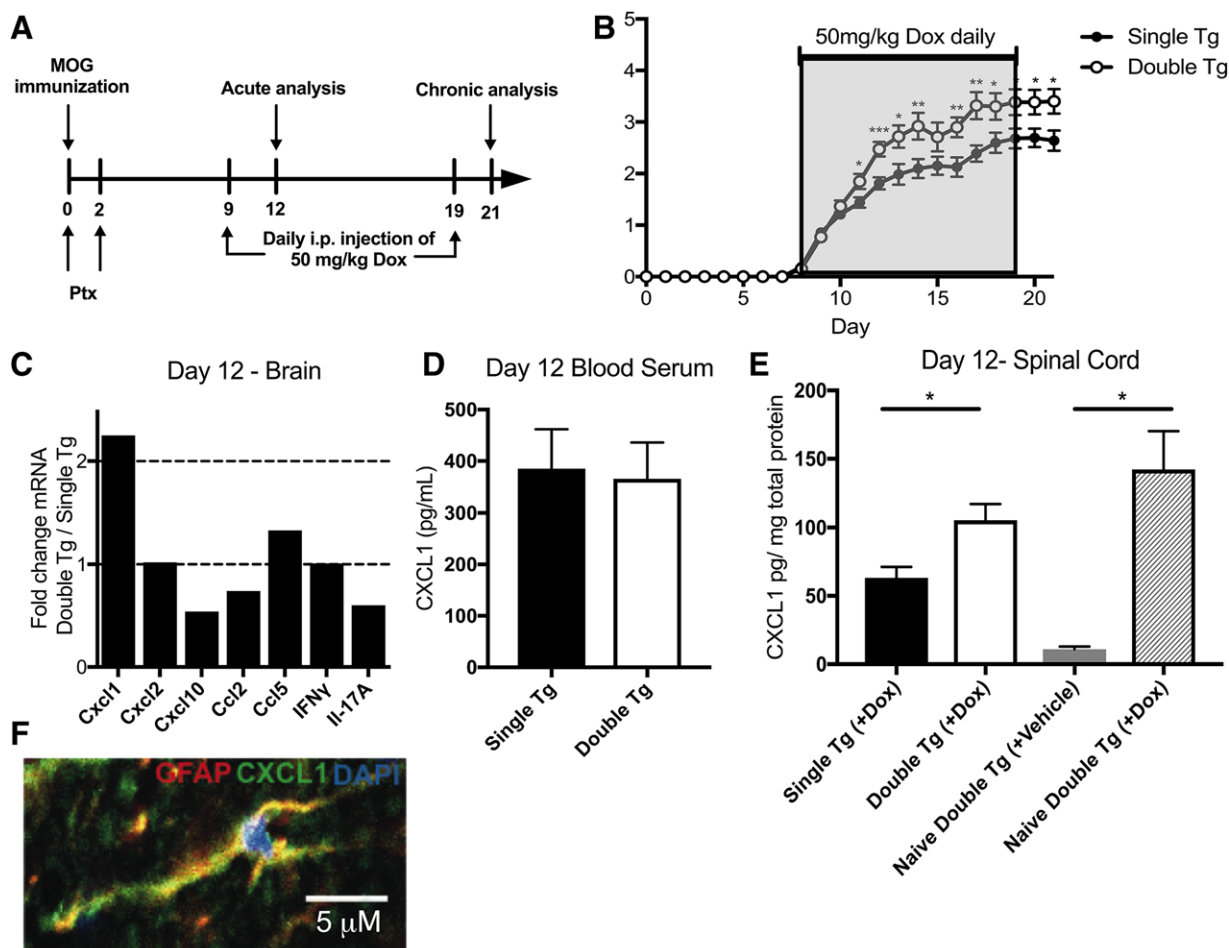 A
MOG
immunization
Acute analysis
Chronic analysis
0
2
9
12
19
21
Daily i.p. injection of
50 mg/kg Dox
Ptx
B
50mg/kg Dox daily
Single Tg
Double Tg
5
4
3
2
1
0
* *** * ** ** ** * * * *
0 5 10 15 20
Day
C
Day 12 - Brain
Fold change mRNA
Double Tg / Single Tg
2
1
0
Cxcl1
Cxcl2
Cxcl10
Ccl2
Ccl5
IFNγ
Il-17A
D
Day 12 Blood Serum
CXCL1 (pg/mL)
500
400
300
200
100
0
Single Tg
Double Tg
E
Day 12- Spinal Cord
CXCL1 pg/ mg total protein
200
150
100
50
0
* *
Single Tg (+Dox)
Double Tg (+Dox)
Naive Double Tg (+Vehicle)
Naive Double Tg (+Dox)
F
GFAP CXCL1 DAPI
5 µM